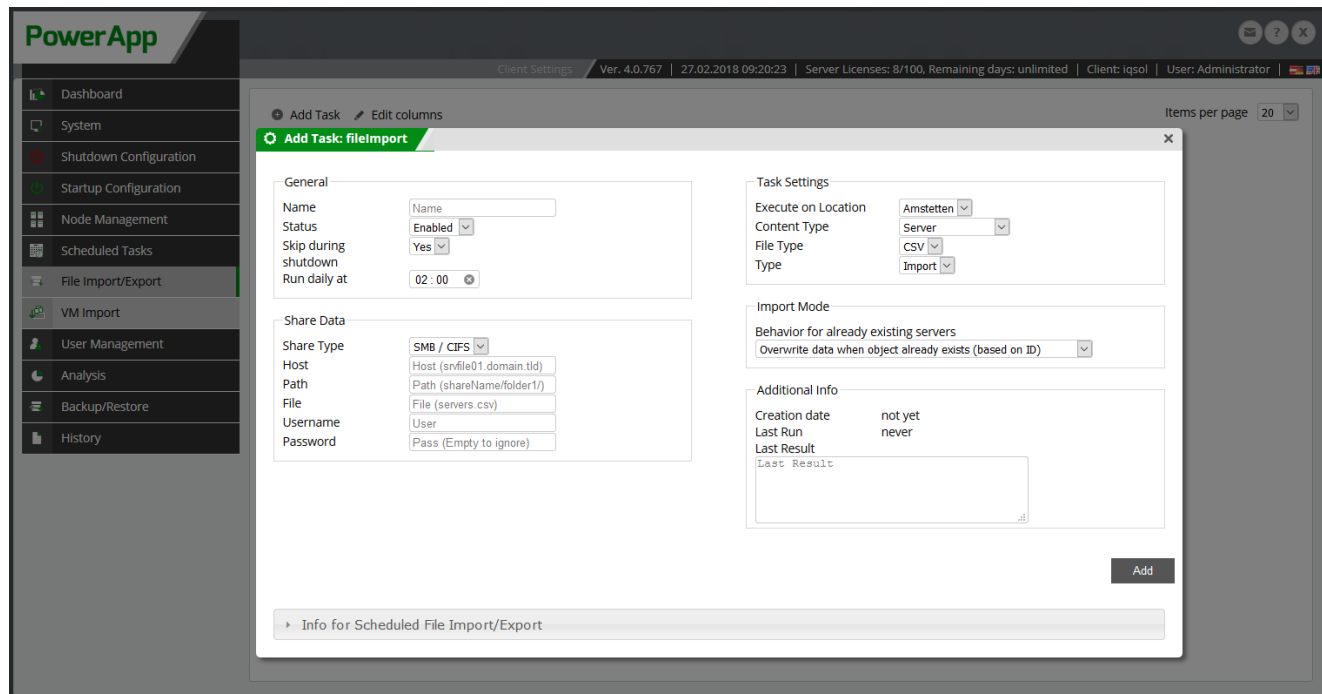 PowerApp
Client Settings Ver. 4.0.767 | 27.02.2018 09:20:23 | Server Licenses: 8/100, Remaining days: unlimited | Client: iqsol | User: Administrator |
Dashboard
System
Shutdown Configuration
Startup Configuration
Node Management
Scheduled Tasks
File Import/Export
VM Import
User Management
Analysis
Backup/Restore
History
Add Task Edit columns
Items per page 20
Add Task: fileImport
General
Name Name
Status Enabled
Skip during shutdown Yes
Run daily at 02 : 00
Share Data
Share Type SMB / CIFS
Host Host (srvfile01.domain.tld)
Path Path (shareName/folder1/)
File File (servers.csv)
Username User
Password Pass (Empty to ignore)
Task Settings
Execute on Location Amstetten
Content Type Server
File Type CSV
Type Import
Import Mode
Behavior for already existing servers
Overwrite data when object already exists (based on ID)
Additional Info
Creation date not yet
Last Run never
Last Result
Last Result
Add
Info for Scheduled File Import/Export